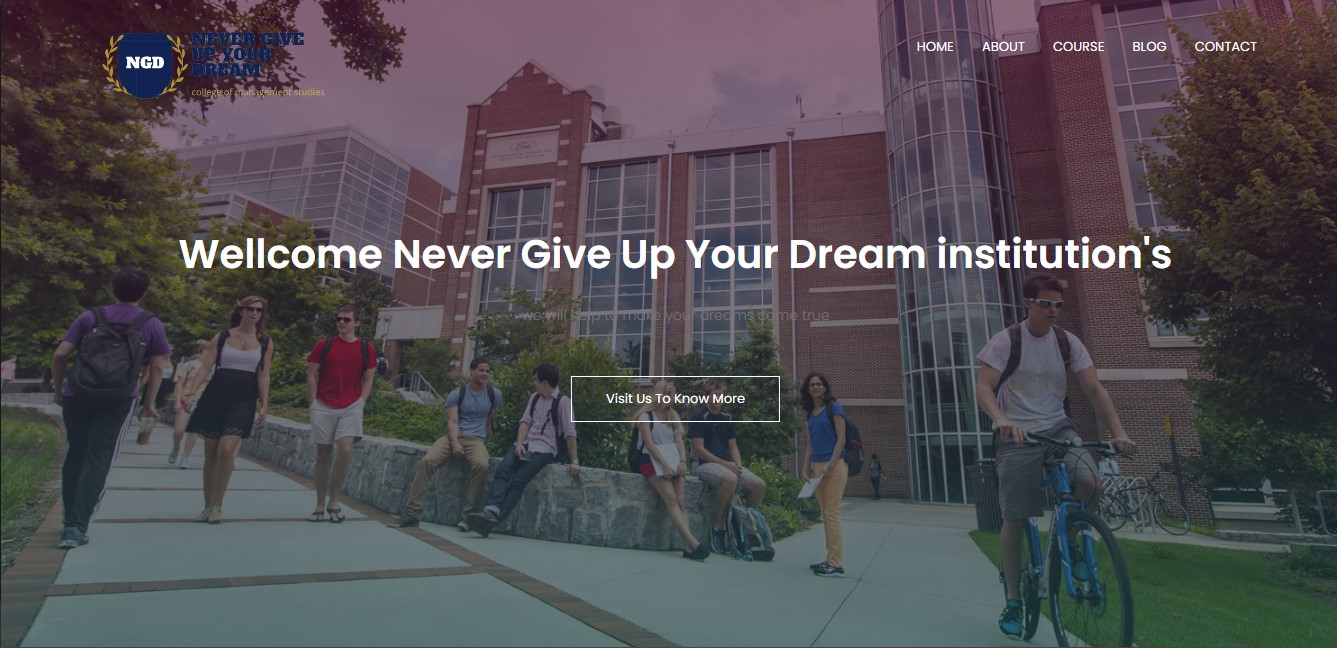 NEVER GIVE
UP YOUR
DREAM
NGD
college of management studies
HOME ABOUT COURSE BLOG CONTACT
Ford
Wellcome Never Give Up Your Dream institution's
we will help to make your dreams come true
Visit Us To Know More